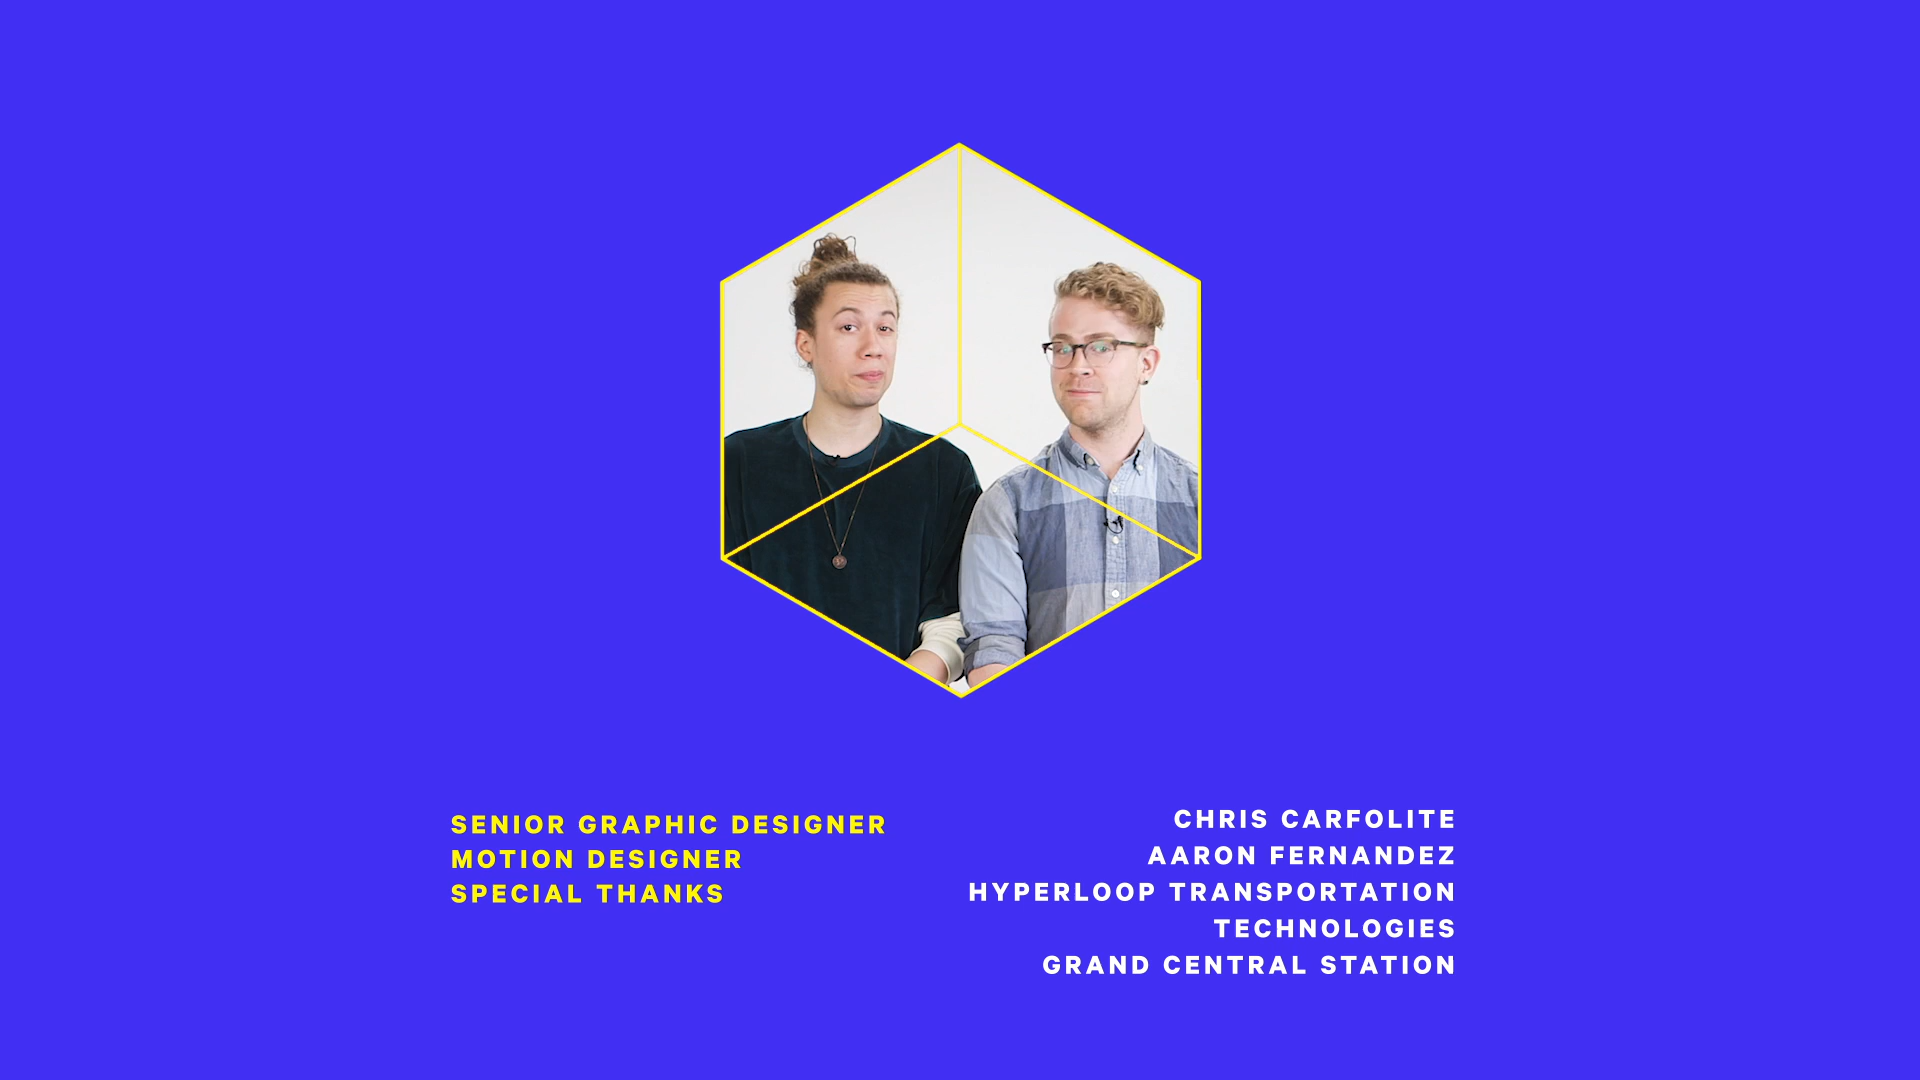 SENIOR GRAPHIC DESIGNER
MOTION DESIGNER
SPECIAL THANKS
CHRIS CARFOLITE
AARON FERNANDEZ
HYPERLOOP TRANSPORTATION
TECHNOLOGIES
GRAND CENTRAL STATION